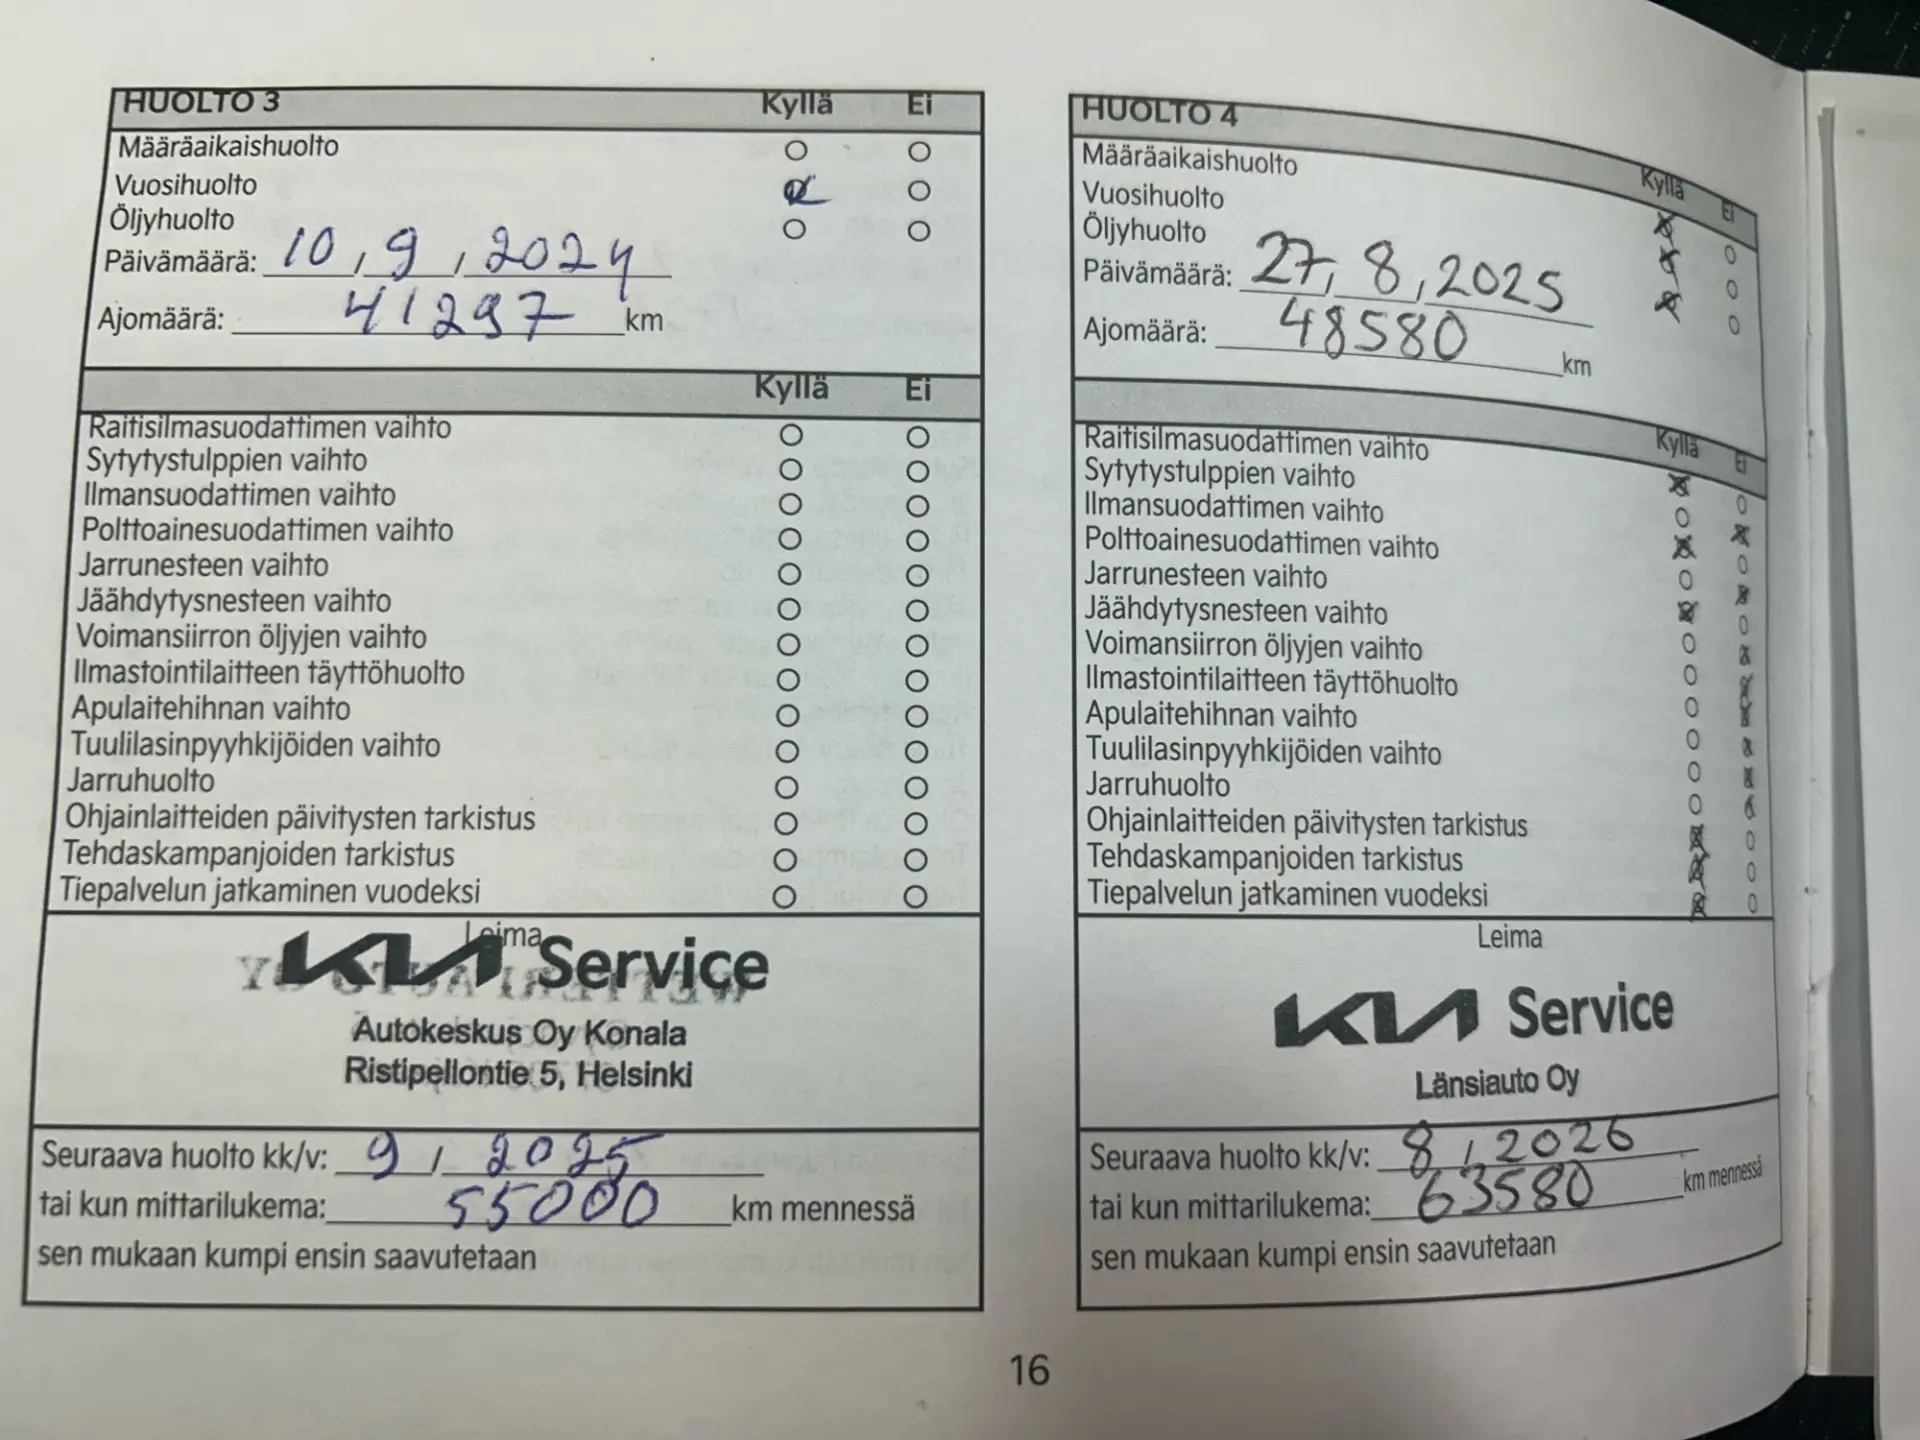 HUOLTO 3 Kyllä Ei
Määräaikaishuolto
Vuosihuolto
Öljyhuolto
Päivämäärä: 10, 9, 2024
Ajomäärä: 41297 km
Kyllä Ei
Raitisilmasuodattimen vaihto
Sytytystulppien vaihto
Ilmansuodattimen vaihto
Polttoainesuodattimen vaihto
Jarrunesteen vaihto
Jäähdytysnesteen vaihto
Voimansiirron öljyjen vaihto
Ilmastointilaitteen täyttöhuolto
Apulaitehihnan vaihto
Tuulilasinpyyhkijöiden vaihto
Jarruhuolto
Ohjainlaitteiden päivitysten tarkistus
Tehdaskampanjoiden tarkistus
Tiepalvelun jatkaminen vuodeksi
Leima
KIA Service
Autokeskus Oy Konala
Ristipellontie 5, Helsinki
Seuraava huolto kk/v: 9 / 2025
tai kun mittarilukema: 55000 km mennessä
sen mukaan kumpi ensin saavutetaan
HUOLTO 4 Kyllä Ei
Määräaikaishuolto
Vuosihuolto
Öljyhuolto
Päivämäärä: 27, 8, 2025
Ajomäärä: 48580 km
Kyllä Ei
Raitisilmasuodattimen vaihto
Sytytystulppien vaihto
Ilmansuodattimen vaihto
Polttoainesuodattimen vaihto
Jarrunesteen vaihto
Jäähdytysnesteen vaihto
Voimansiirron öljyjen vaihto
Ilmastointilaitteen täyttöhuolto
Apulaitehihnan vaihto
Tuulilasinpyyhkijöiden vaihto
Jarruhuolto
Ohjainlaitteiden päivitysten tarkistus
Tehdaskampanjoiden tarkistus
Tiepalvelun jatkaminen vuodeksi
Leima
KIA Service
Länsiauto Oy
Seuraava huolto kk/v: 8 / 2026
tai kun mittarilukema: 63580 km mennessä
sen mukaan kumpi ensin saavutetaan
16